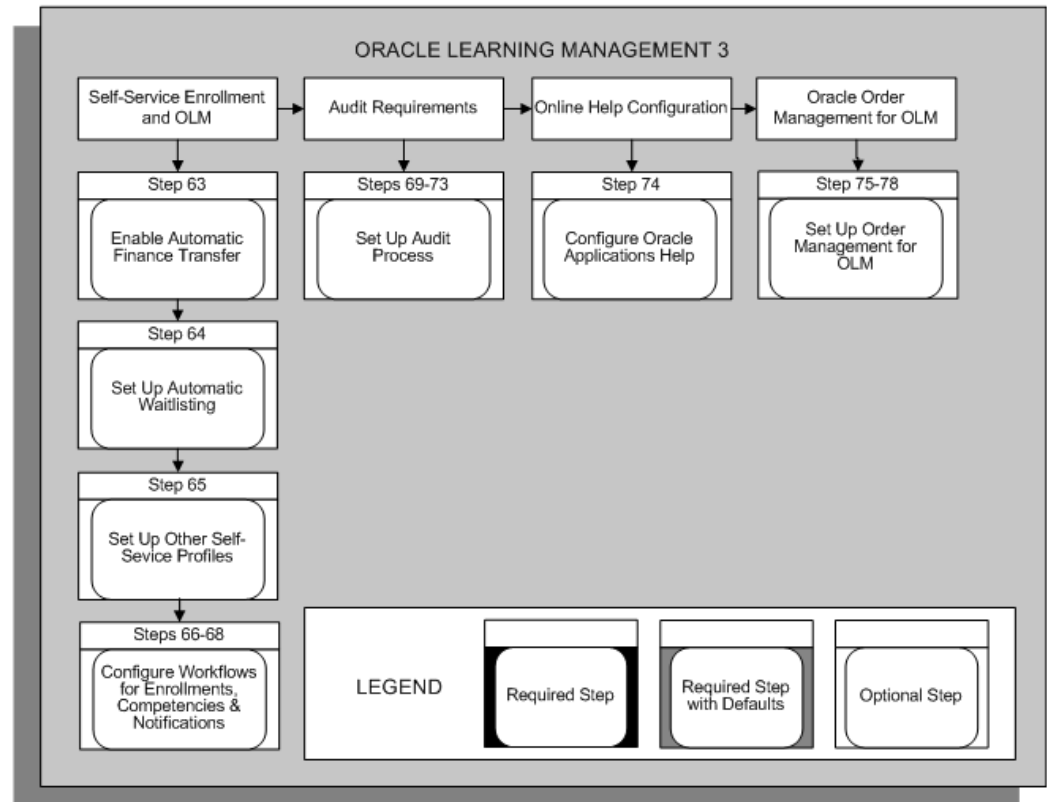 ORACLE LEARNING MANAGEMENT 3
Self-Service Enrollment
and OLM
Audit Requirements
Online Help Configuration
Oracle Order
Management for OLM
Step 63
Enable Automatic
Finance Transfer
Steps 69-73
Set Up Audit
Process
Step 74
Configure Oracle
Applications Help
Step 75-78
Set Up Order
Management for
OLM
Step 64
Set Up Automatic
Waitlisting
Step 65
Set Up Other Self-
Sevice Profiles
Steps 66-68
Configure Workflows
for Enrollments,
Competencies &
Notifications
LEGEND
Required Step
Required Step
with Defaults
Optional Step